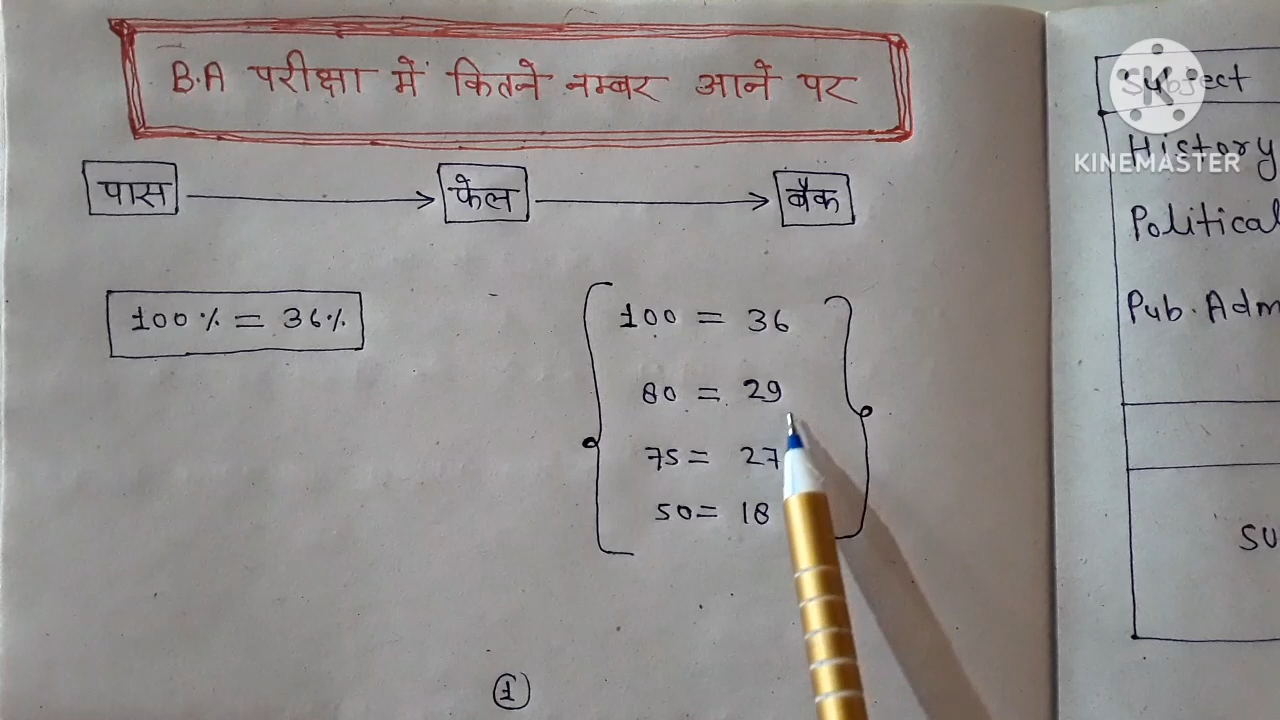 B.A परीक्षा में कितने नम्बर आने पर
पास → फेल → बैक
100% = 36%
100 = 36
80 = 29
75 = 27
50 = 18
1
Subject
History
Political
Pub. Adm
SU
KINEMASTER